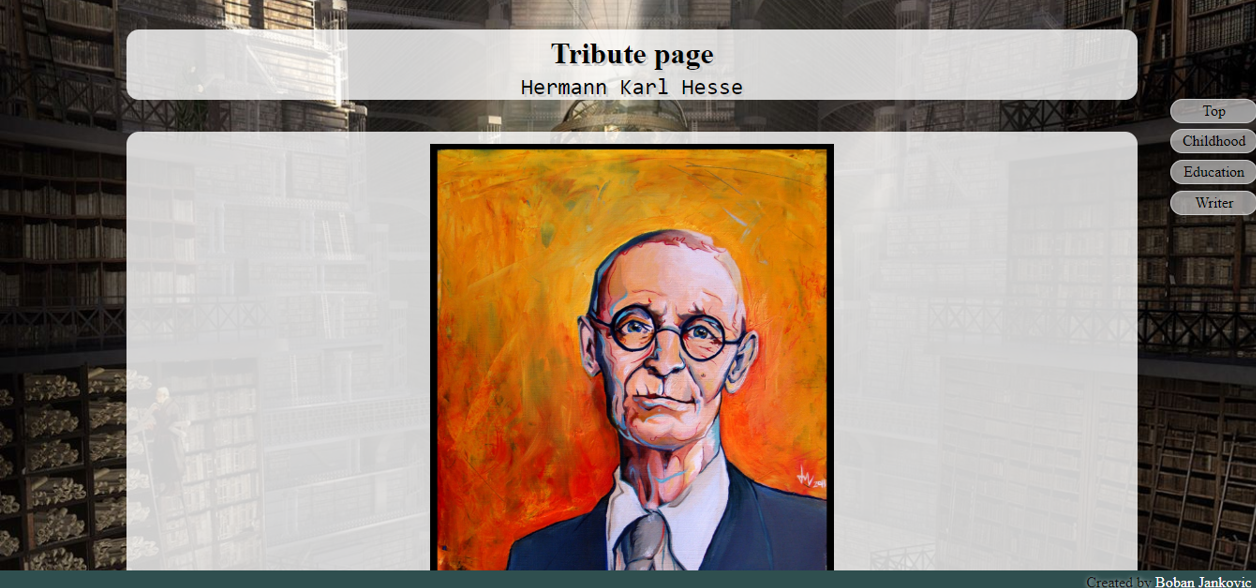 Tribute page
Hermann Karl Hesse
Top
Childhood
Education
Writer
Created by Boban Jankovic